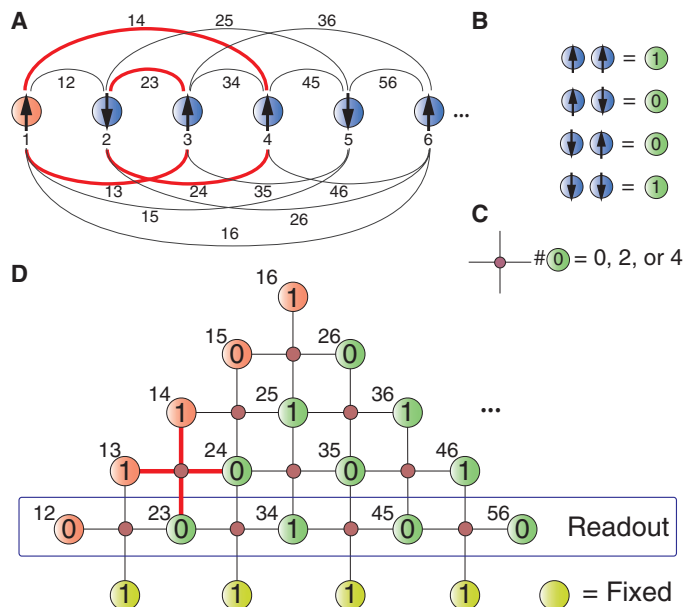 A
14 25 36
12 23 34 45 56
...
1 2 3 4 5 6
13 24 35 46
15 26
16
B
= 1
= 0
= 0
= 1
C
#0 = 0, 2, or 4
D
16 1
15 0 26 0
14 1 25 1 36 1 ...
13 1 24 0 35 0 46 1
12 0 23 0 34 1 45 0 56 0 Readout
1 1 1 1 = Fixed